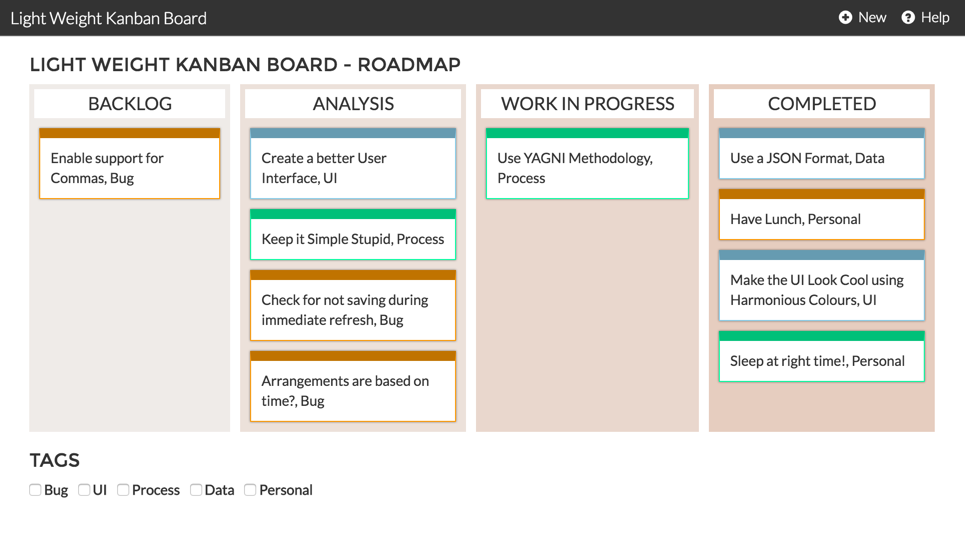 Light Weight Kanban Board
New
Help
LIGHT WEIGHT KANBAN BOARD - ROADMAP
BACKLOG
Enable support for
Commas, Bug
ANALYSIS
Create a better User
Interface, UI
Keep it Simple Stupid, Process
Check for not saving during
immediate refresh, Bug
Arrangements are based on
time?, Bug
WORK IN PROGRESS
Use YAGNI Methodology,
Process
COMPLETED
Use a JSON Format, Data
Have Lunch, Personal
Make the UI Look Cool using
Harmonious Colours, UI
Sleep at right time!, Personal
TAGS
Bug
UI
Process
Data
Personal